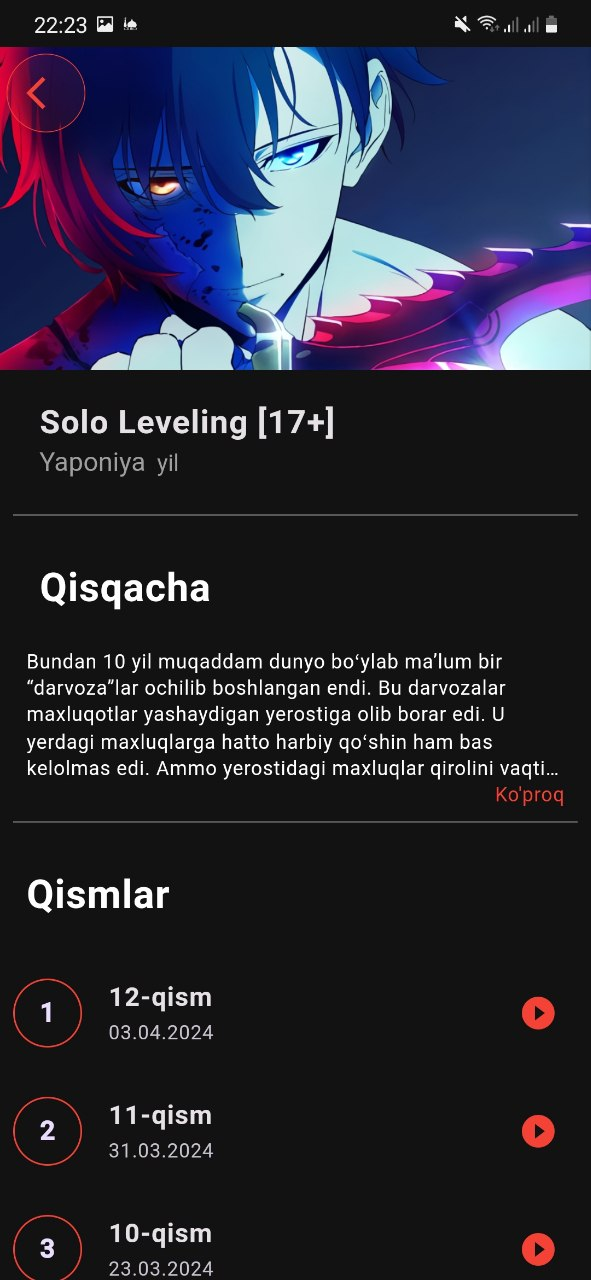 22:23
Solo Leveling [17+]
Yaponiya yil
Qisqacha
Bundan 10 yil muqaddam dunyo boʻylab maʼlum bir
“darvoza”lar ochilib boshlangan endi. Bu darvozalar
maxluqotlar yashaydigan yerostiga olib borar edi. U
yerdagi maxluqlarga hatto harbiy qoʻshin ham bas
kelolmas edi. Ammo yerostidagi maxluqlar qirolini vaqti…
Ko'proq
Qismlar
1
12-qism
03.04.2024
2
11-qism
31.03.2024
3
10-qism
23.03.2024